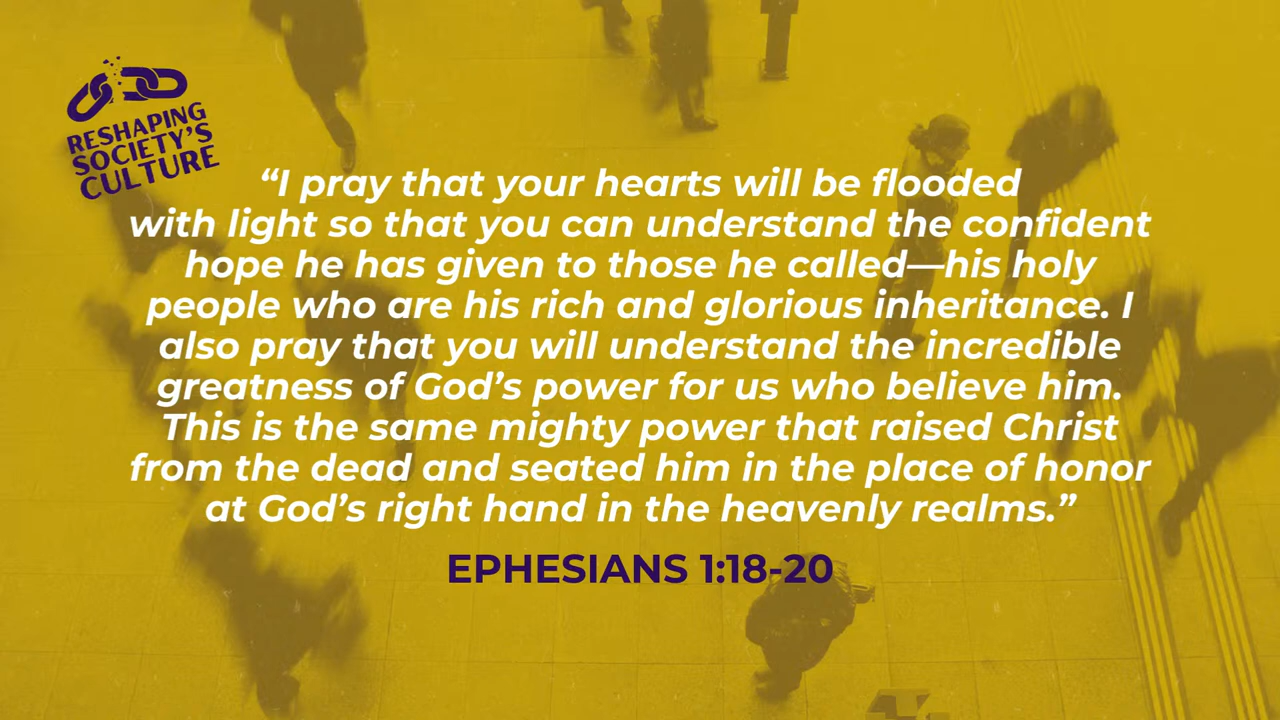 RESHAPING
SOCIETY'S
CULTURE
“I pray that your hearts will be flooded
with light so that you can understand the confident
hope he has given to those he called—his holy
people who are his rich and glorious inheritance. I
also pray that you will understand the incredible
greatness of God’s power for us who believe him.
This is the same mighty power that raised Christ
from the dead and seated him in the place of honor
at God’s right hand in the heavenly realms.”
EPHESIANS 1:18-20